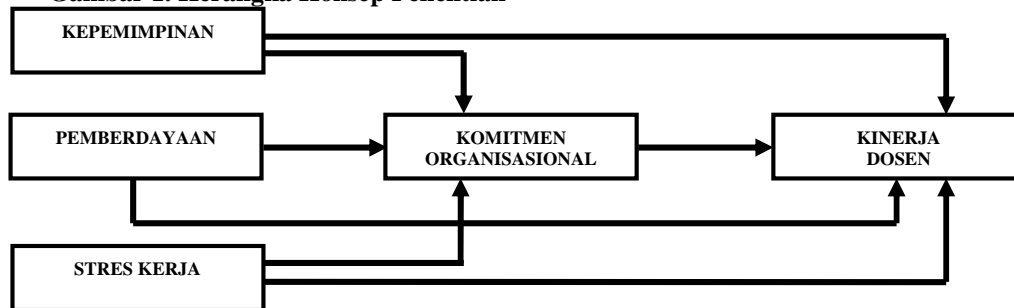 Gambar 1. Kerangka Konsep Penelitian
KEPEMIMPINAN
PEMBERDAYAAN
KOMITMEN
ORGANISASIONAL
KINERJA
DOSEN
STRES KERJA